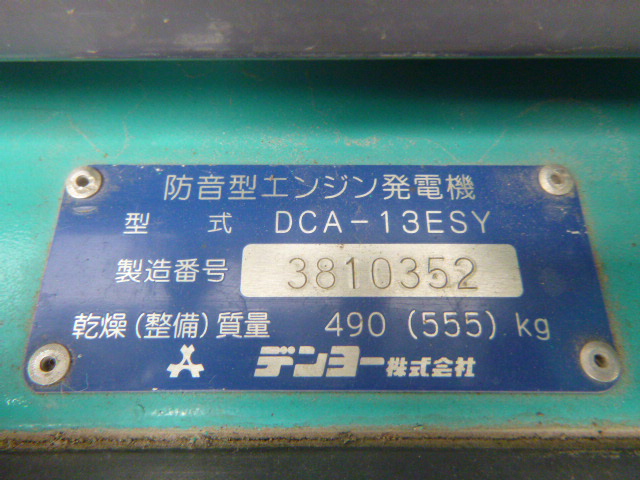 防音型エンジン発電機
型 式 DCA-13ESY
製造番号 3810352
乾燥(整備)質量 490 (555) kg
デンヨー株式会社